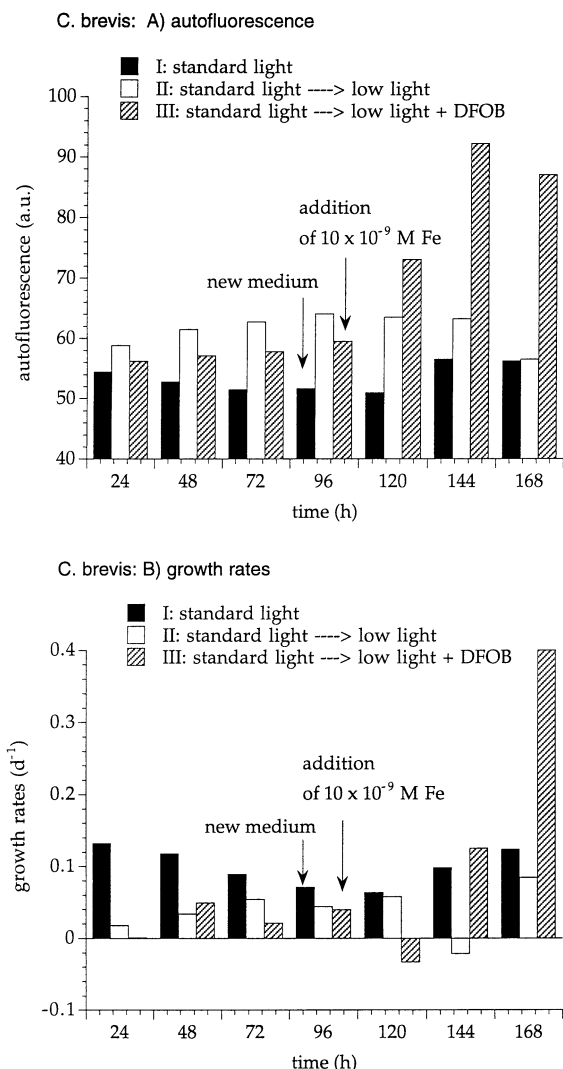 C. brevis: A) autofluorescence
I: standard light
II: standard light ----> low light
III: standard light ---> low light + DFOB
100
90
80
70
60
50
40
autofluorescence (a.u.)
addition
of 10 x 10⁻⁹ M Fe
new medium
24 48 72 96 120 144 168
time (h)
C. brevis: B) growth rates
I: standard light
II: standard light ----> low light
III: standard light ---> low light + DFOB
0.4
0.3
0.2
0.1
0
-0.1
growth rates (d⁻¹)
addition
of 10 x 10⁻⁹ M Fe
new medium
24 48 72 96 120 144 168
time (h)